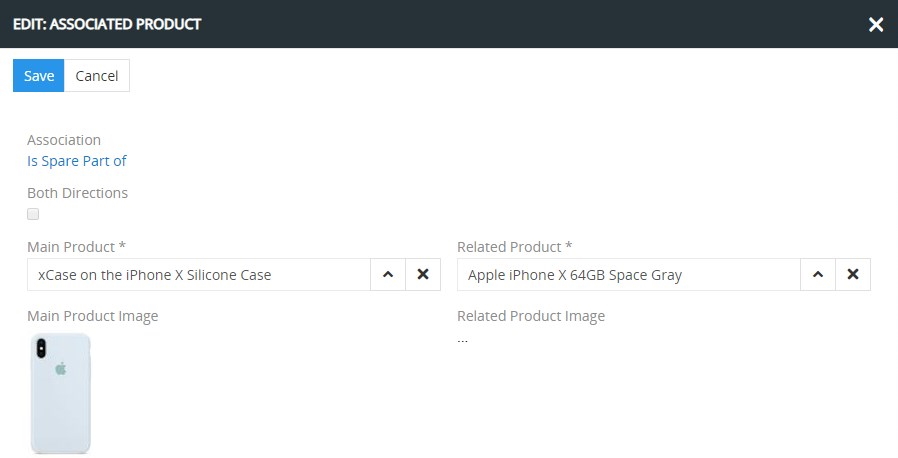 EDIT: ASSOCIATED PRODUCT
Save Cancel
Association
Is Spare Part of
Both Directions
Main Product * Related Product *
xCase on the iPhone X Silicone Case Apple iPhone X 64GB Space Gray
Main Product Image Related Product Image
...